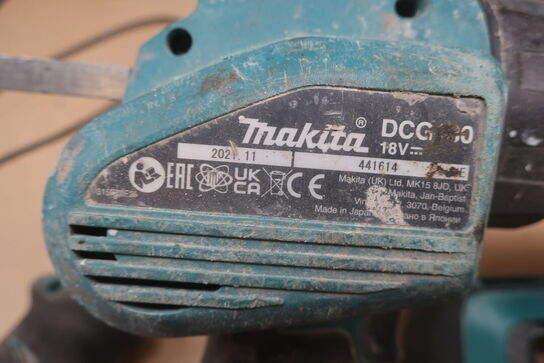 Makita® DCG
18V
2021.11 441614 E
EAC UK CA CE
Makita (UK) Ltd, MK15 8JD, UK
Makita, Jan-Baptist
3070, Belgium
Made in Japan в Японии